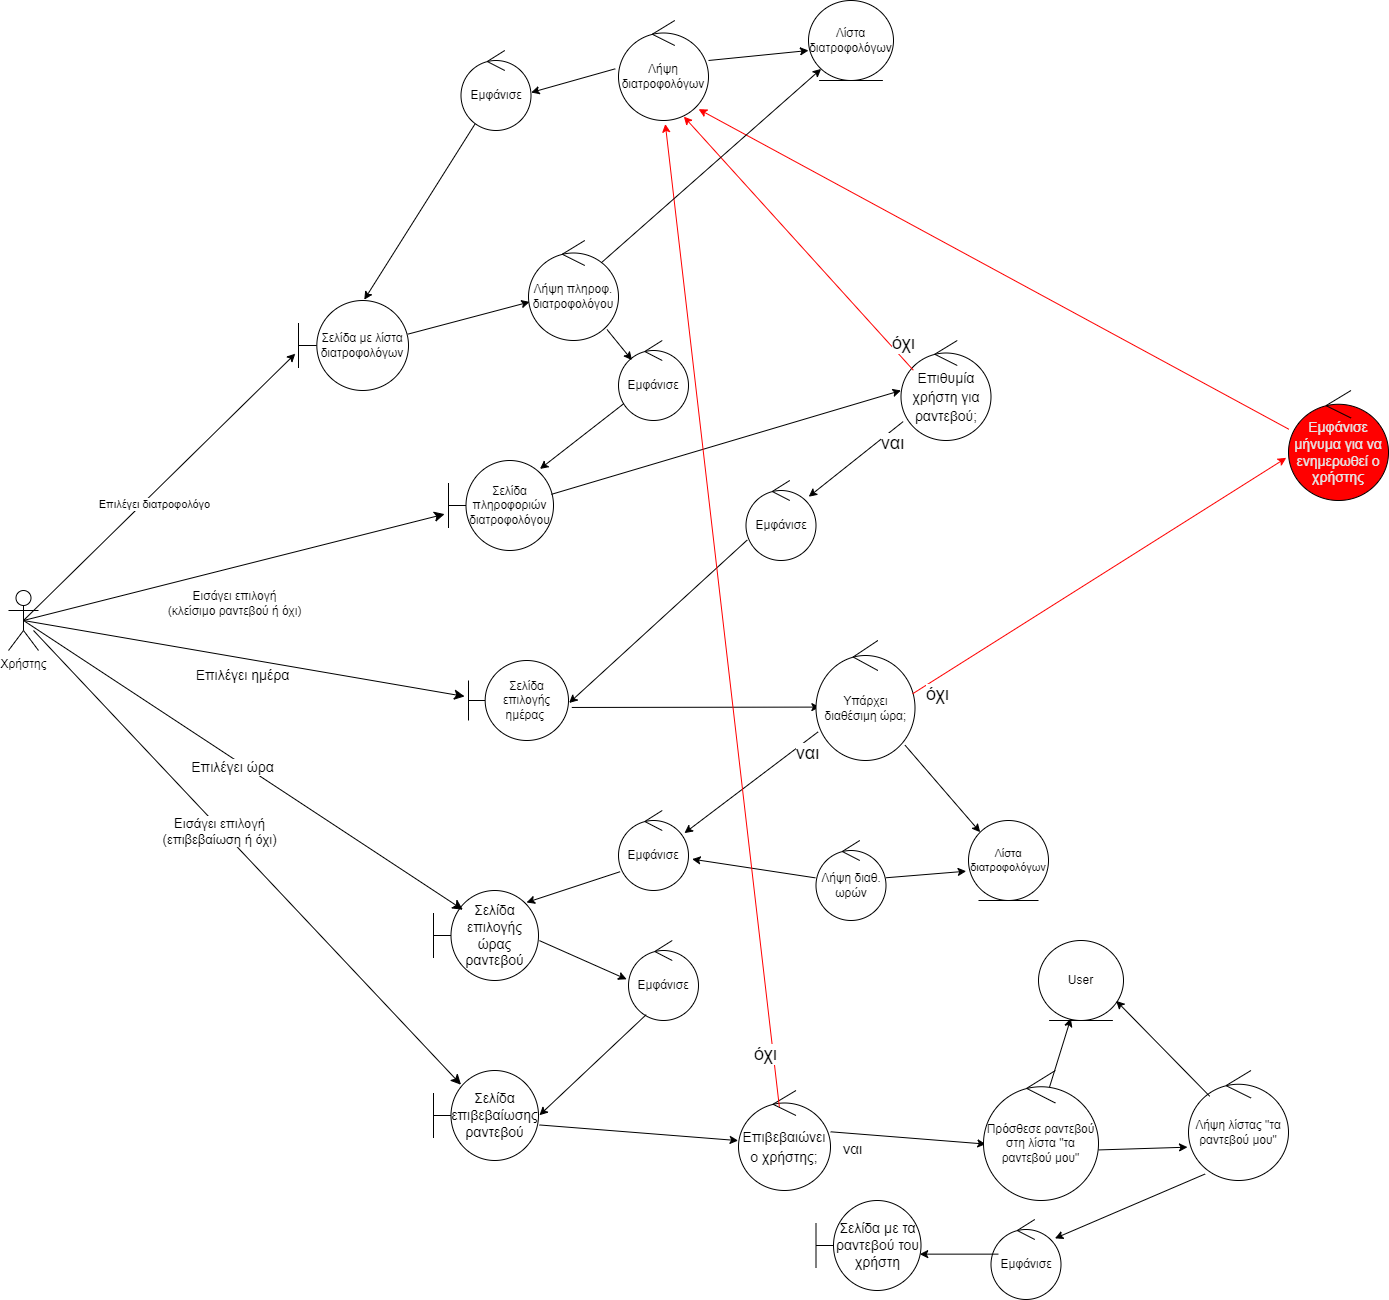 Λίστα
διατροφολόγων
Λήψη
διατροφολόγων
Εμφάνισε
Λήψη πληροφ.
διατροφολόγου
Σελίδα με λίστα
διατροφολόγων
όχι
Εμφάνισε
Επιθυμία
χρήστη για
ραντεβού;
Εμφάνισε
μήνυμα για να
ενημερωθεί ο
χρήστης
ναι
Επιλέγει διατροφολόγο
Σελίδα
πληροφοριών
διατροφολόγου
Εμφάνισε
Εισάγει επιλογή
(κλείσιμο ραντεβού ή όχι)
Χρήστης
Επιλέγει ημέρα
Σελίδα
επιλογής
ημέρας
Υπάρχει
διαθέσιμη ώρα;
όχι
ναι
Επιλέγει ώρα
Εισάγει επιλογή
(επιβεβαίωση ή όχι)
Εμφάνισε
Λήψη διαθ.
ωρών
Λίστα
διατροφολόγων
Σελίδα
επιλογής
ώρας
ραντεβού
Εμφάνισε
User
όχι
Σελίδα
επιβεβαίωσης
ραντεβού
Επιβεβαιώνει
ο χρήστης;
ναι
Πρόσθεσε ραντεβού
στη λίστα "τα
ραντεβού μου"
Λήψη λίστας "τα
ραντεβού μου"
Σελίδα με τα
ραντεβού του
χρήστη
Εμφάνισε